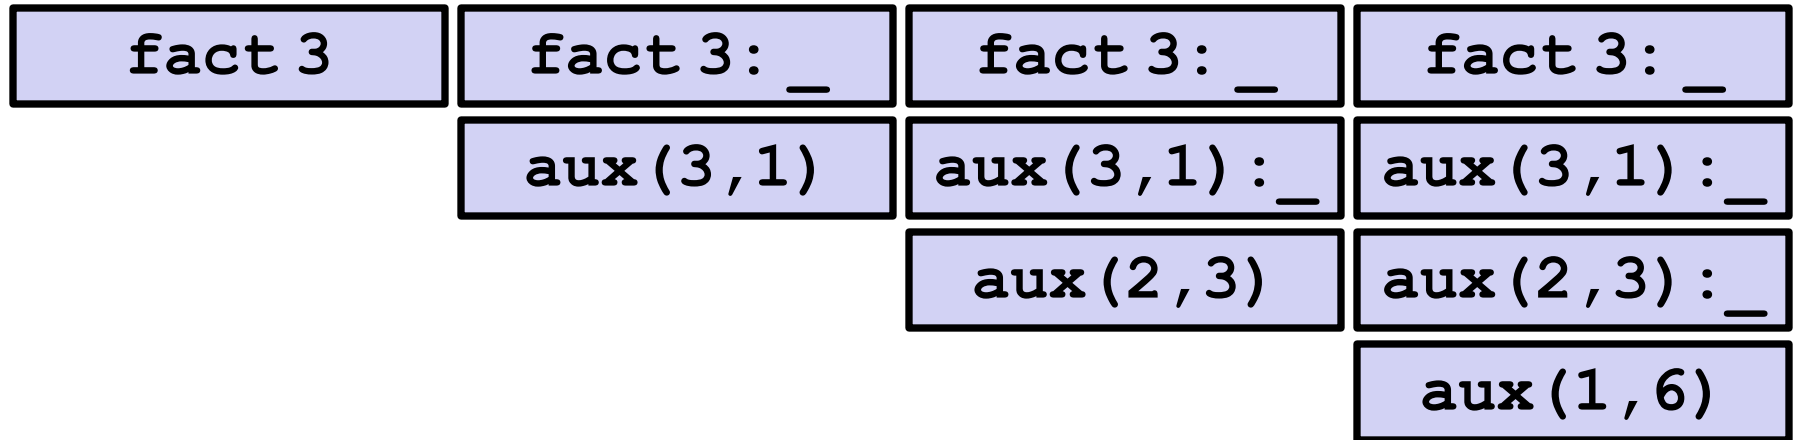 fact 3 fact 3:_ fact 3:_ fact 3:_
aux(3,1) aux(3,1):_ aux(3,1):_
aux(2,3) aux(2,3):_
aux(1,6)